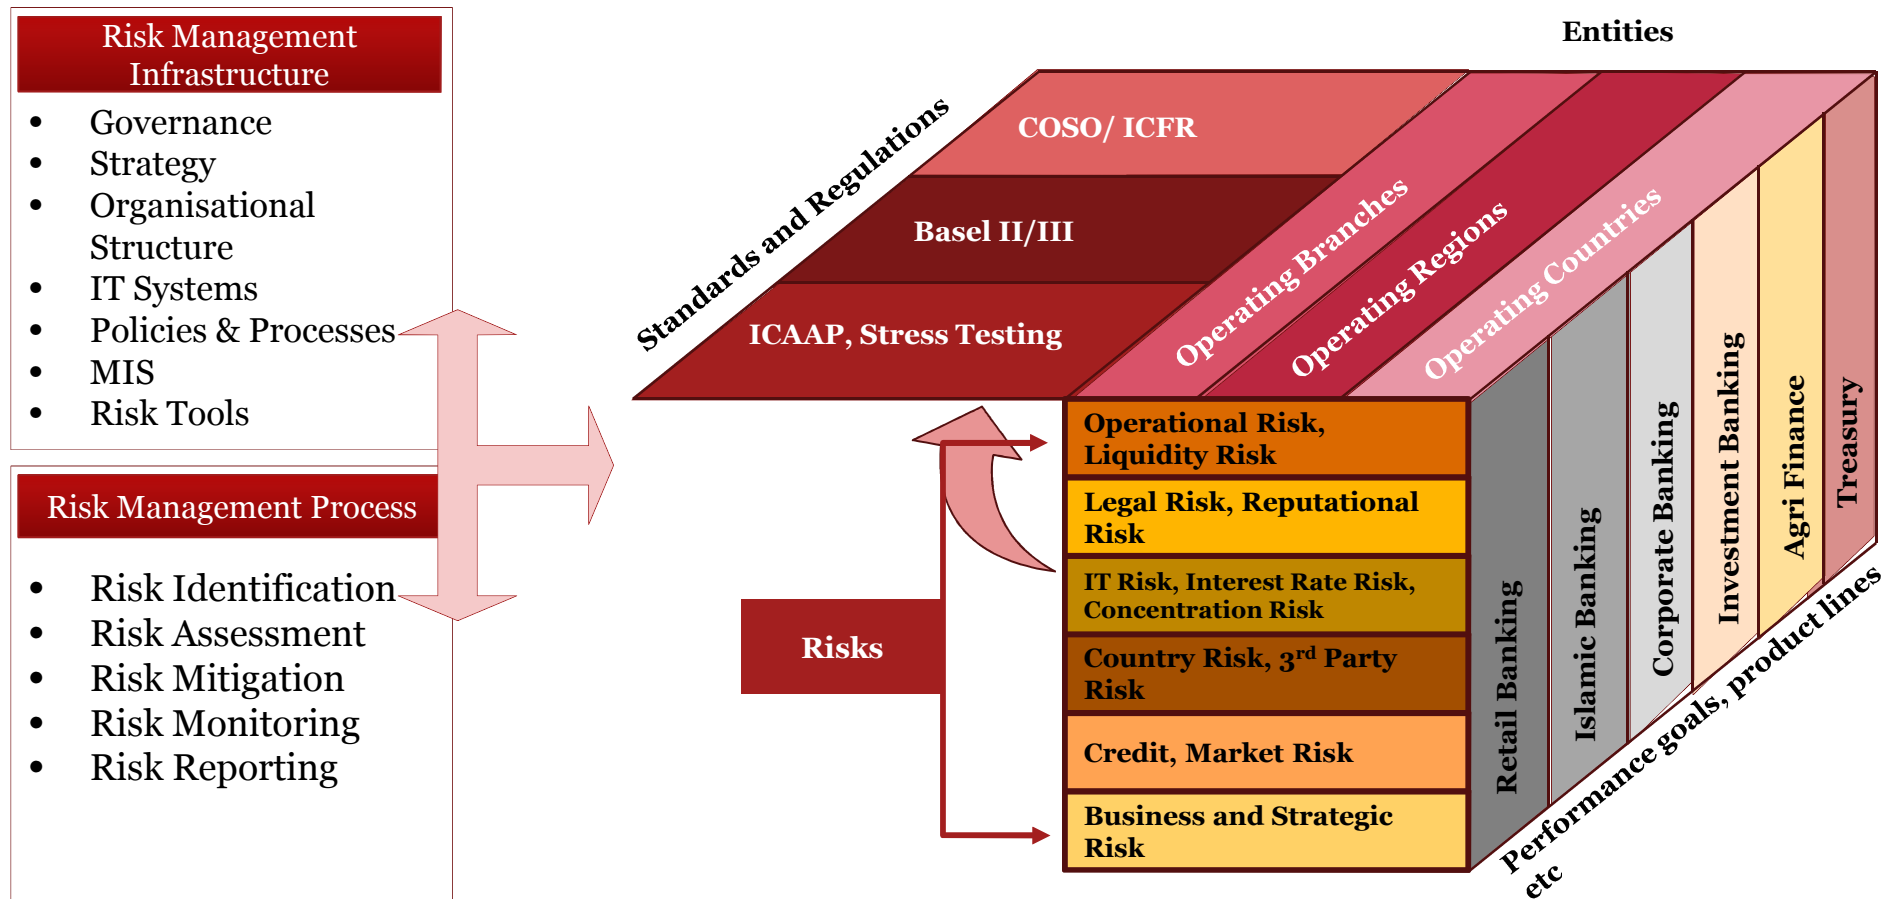 Risk Management
Infrastructure
• Governance
• Strategy
• Organisational
Structure
• IT Systems
• Policies & Processes
• MIS
• Risk Tools
Risk Management Process
• Risk Identification
• Risk Assessment
• Risk Mitigation
• Risk Monitoring
• Risk Reporting
Entities
Standards and Regulations
COSO/ ICFR
Basel II/III
ICAAP, Stress Testing
Operating Branches
Operating Regions
Operating Countries
Risks
Operational Risk,
Liquidity Risk
Legal Risk, Reputational
Risk
IT Risk, Interest Rate Risk,
Concentration Risk
Country Risk, 3rd Party
Risk
Credit, Market Risk
Business and Strategic
Risk
Retail Banking
Islamic Banking
Corporate Banking
Investment Banking
Agri Finance
Treasury
Performance goals, product lines
etc